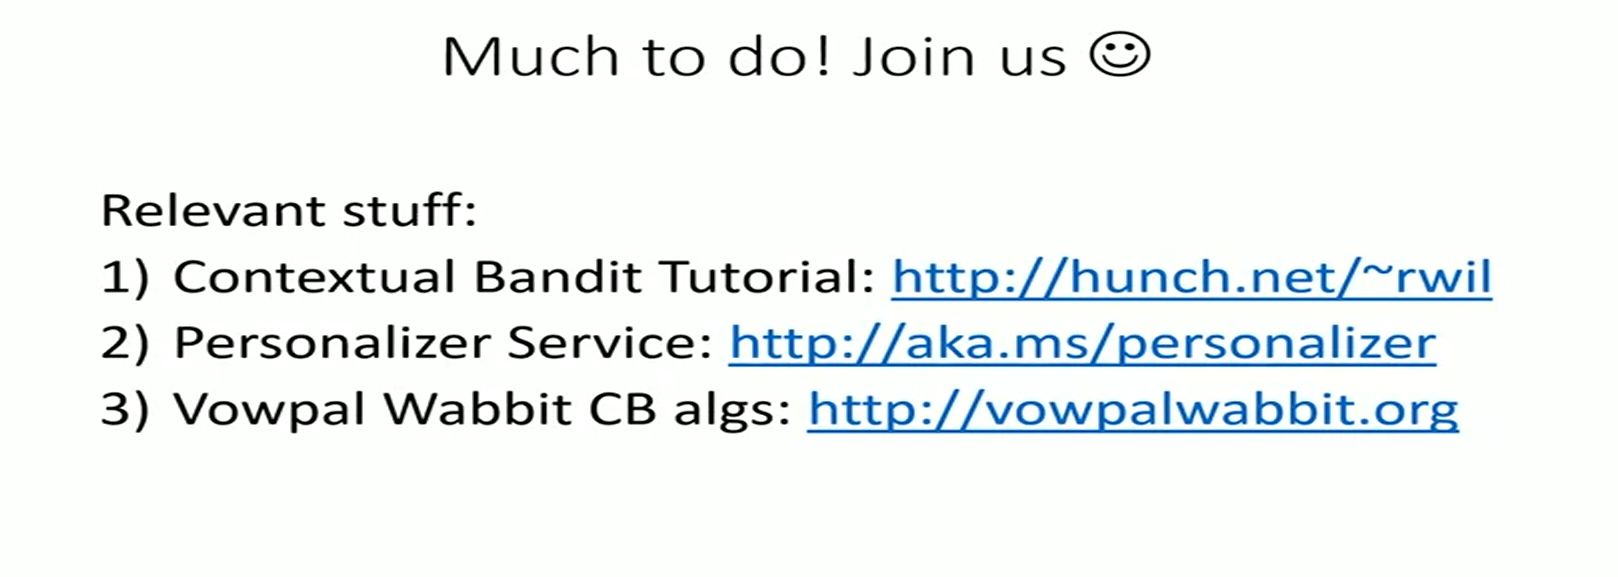 Much to do! Join us ☺
Relevant stuff:
1) Contextual Bandit Tutorial: http://hunch.net/~rwil
2) Personalizer Service: http://aka.ms/personalizer
3) Vowpal Wabbit CB algs: http://vowpalwabbit.org